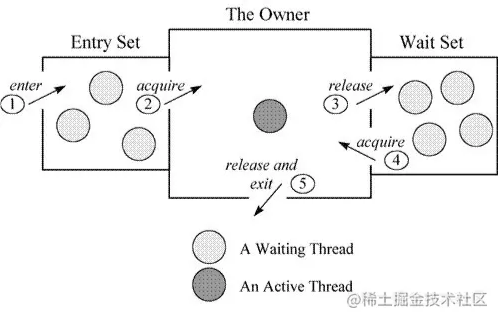 The Owner
Entry Set
Wait Set
enter
1
acquire
2
release
3
acquire
4
release and
exit
5
A Waiting Thread
An Active Thread
@稀土掘金技术社区